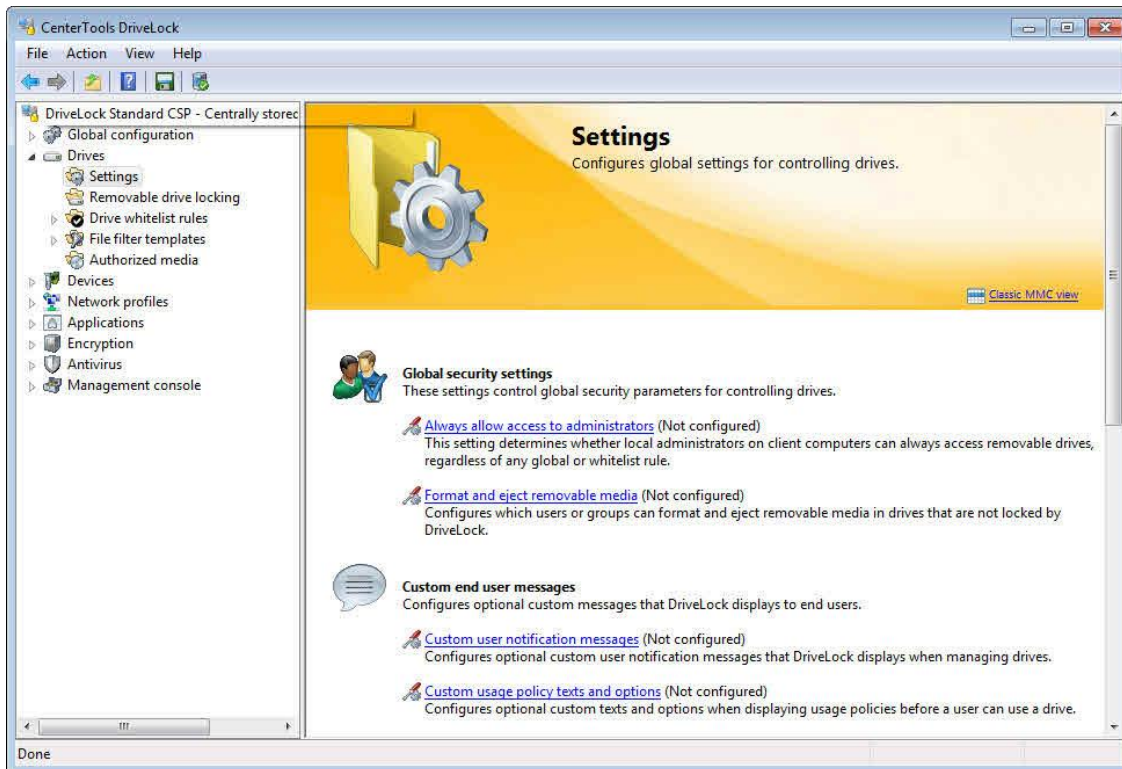 CenterTools DriveLock
File Action View Help
DriveLock Standard CSP - Centrally stored
Global configuration
Drives
Settings
Removable drive locking
Drive whitelist rules
File filter templates
Authorized media
Devices
Network profiles
Applications
Encryption
Antivirus
Management console
Settings
Configures global settings for controlling drives.
Classic MMC view
Global security settings
These settings control global security parameters for controlling drives.
Always allow access to administrators (Not configured)
This setting determines whether local administrators on client computers can always access removable drives,
regardless of any global or whitelist rule.
Format and eject removable media (Not configured)
Configures which users or groups can format and eject removable media in drives that are not locked by
DriveLock.
Custom end user messages
Configures optional custom messages that DriveLock displays to end users.
Custom user notification messages (Not configured)
Configures optional custom user notification messages that DriveLock displays when managing drives.
Custom usage policy texts and options (Not configured)
Configures optional custom texts and options when displaying usage policies before a user can use a drive.
Done